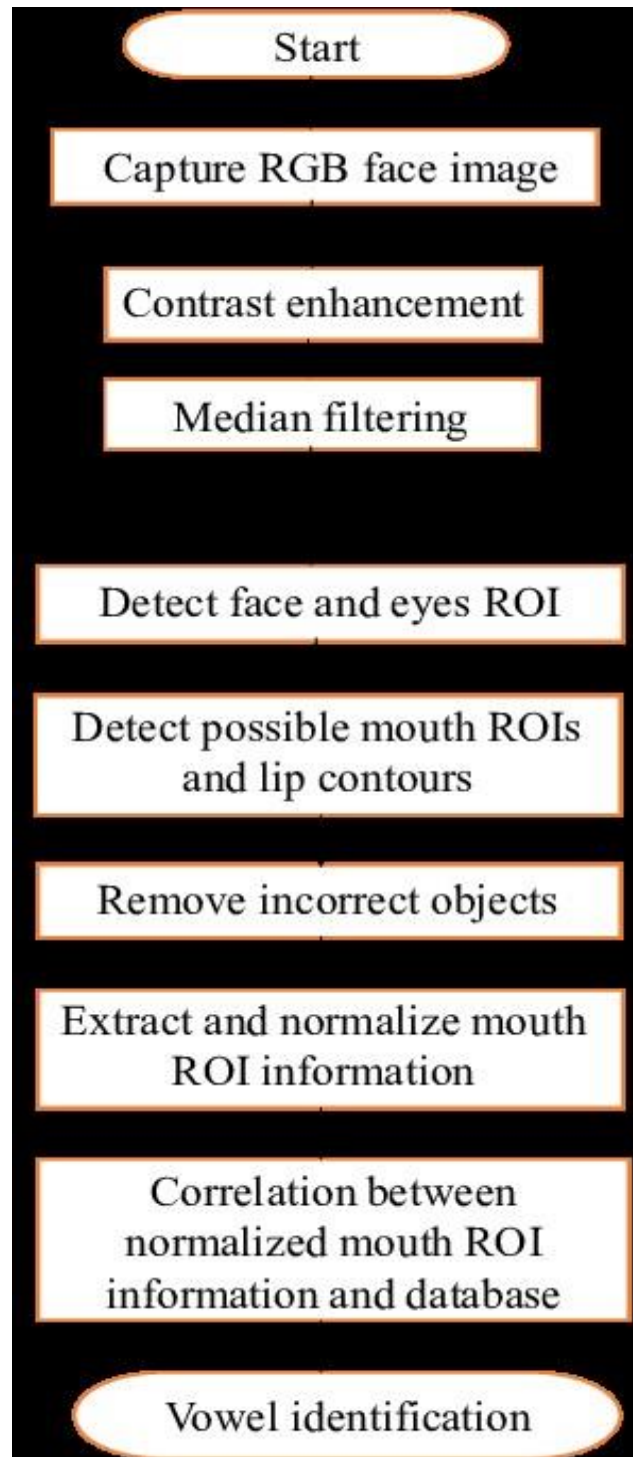 Start
Capture RGB face image
Contrast enhancement
Median filtering
Detect face and eyes ROI
Detect possible mouth ROIs
and lip contours
Remove incorrect objects
Extract and normalize mouth
ROI information
Correlation between
normalized mouth ROI
information and database
Vowel identification